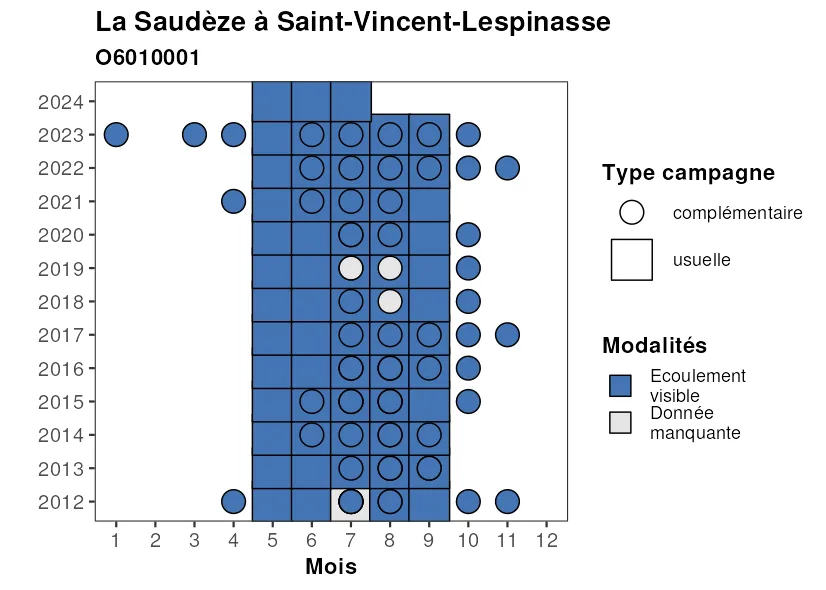 La Saudèze à Saint-Vincent-Lespinasse
O6010001
2024
2023
2022
2021
2020
2019
2018
2017
2016
2015
2014
2013
2012
1 2 3 4 5 6 7 8 9 10 11 12
Mois
Type campagne
complémentaire
usuelle
Modalités
Ecoulement
visible
Donnée
manquante